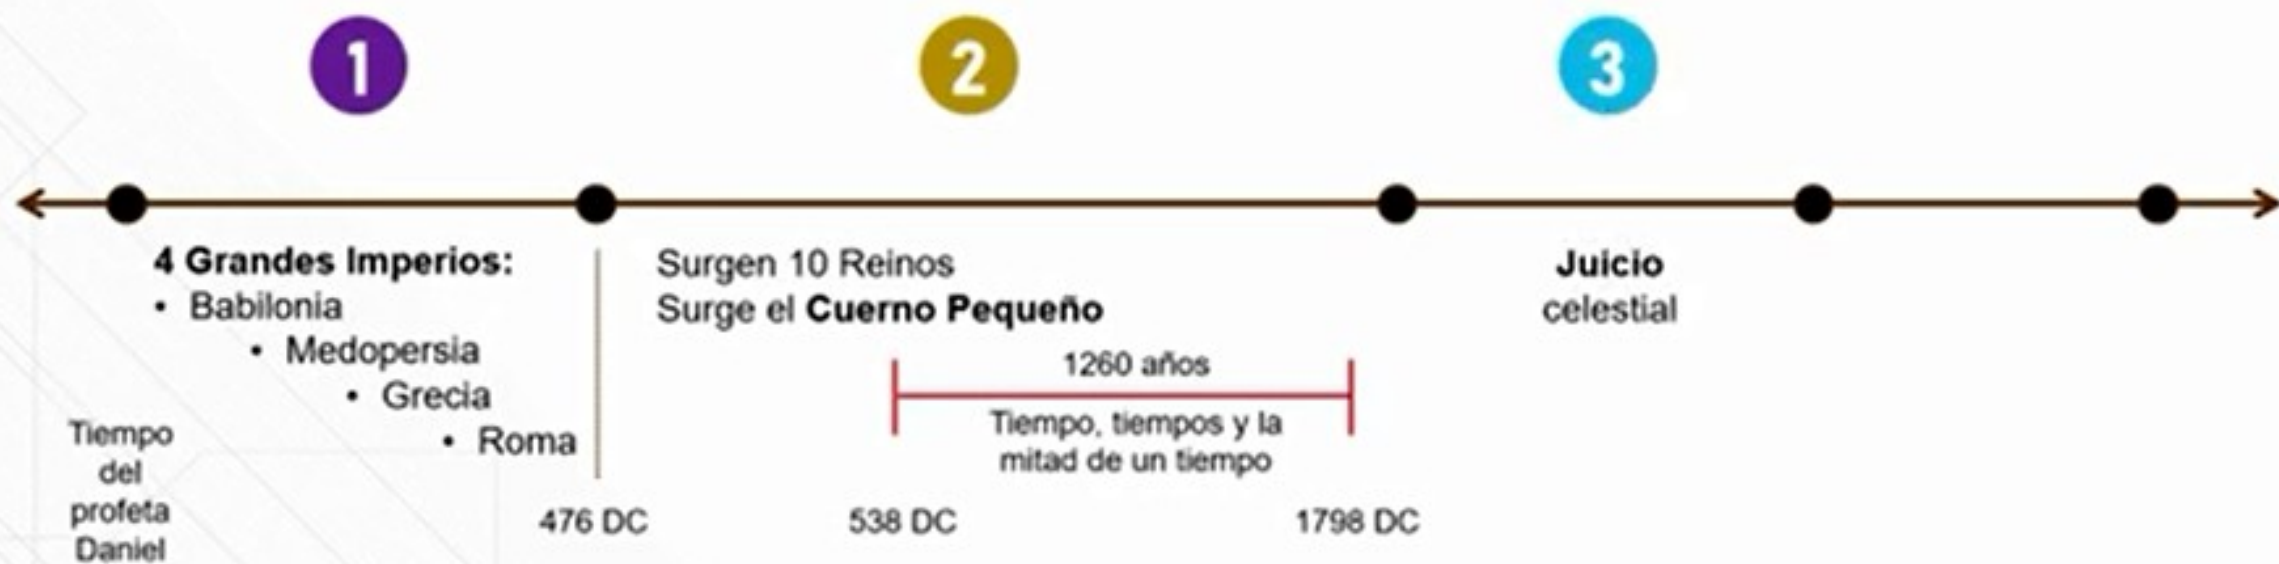 1
2
3
4 Grandes Imperios:
• Babilonia
• Medopersia
• Grecia
• Roma
Tiempo
del
profeta
Daniel
476 DC
Surgen 10 Reinos
Surge el Cuerno Pequeño
1260 años
Tiempo, tiempos y la
mitad de un tiempo
538 DC
1798 DC
Juicio
celestial